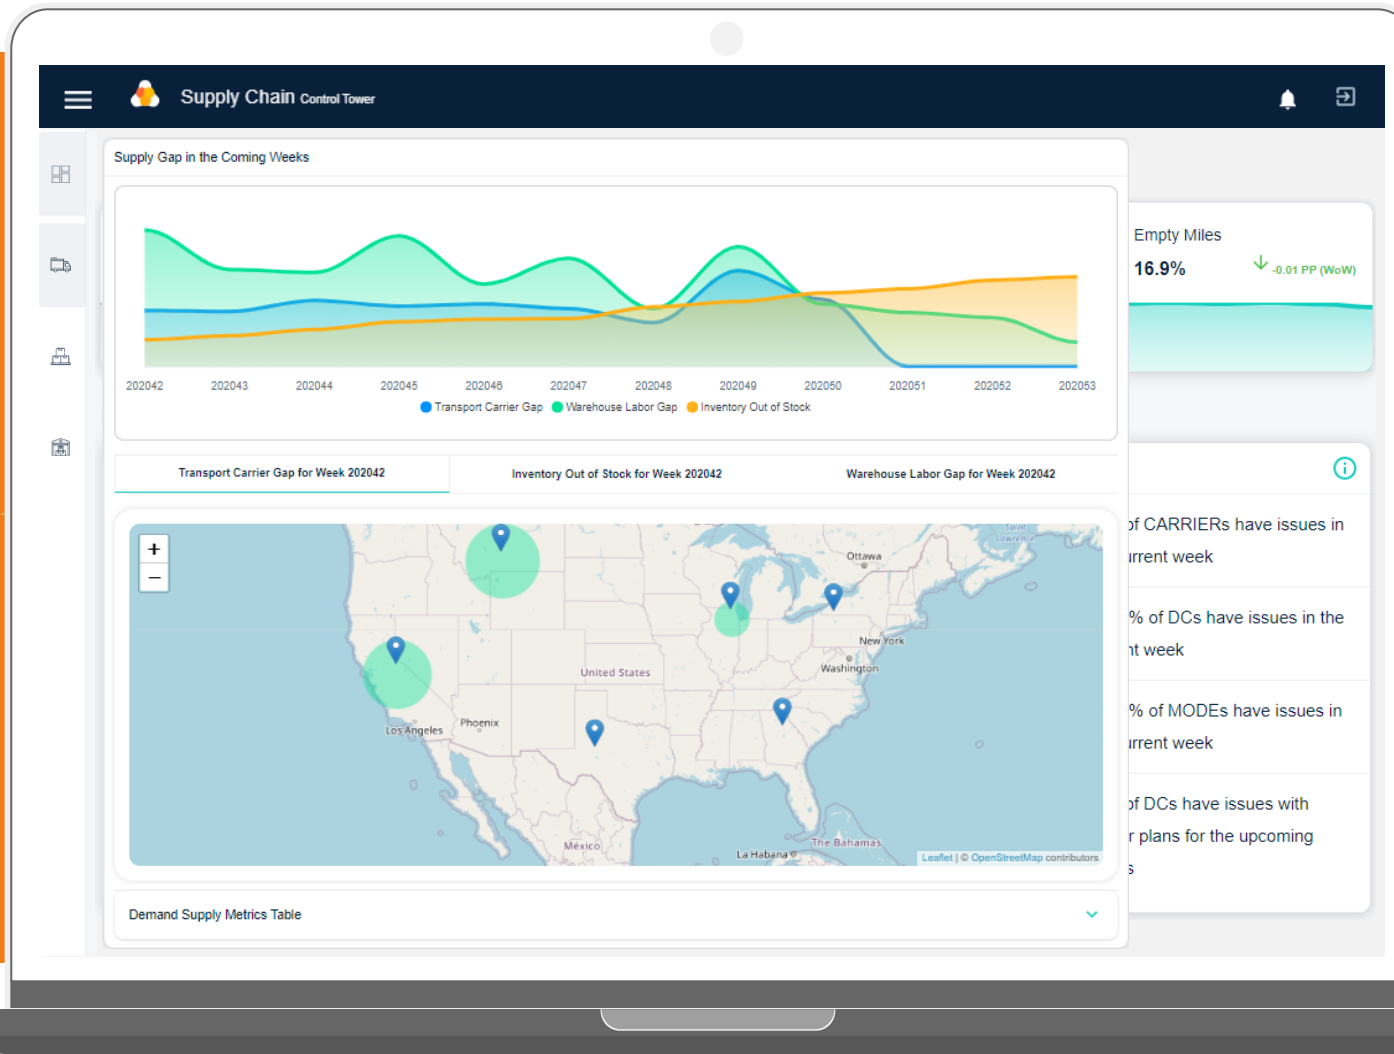 Supply Chain Control Tower
Supply Gap in the Coming Weeks
202042 202043 202044 202045 202046 202047 202048 202049 202050 202051 202052 202053
Transport Carrier Gap Warehouse Labor Gap Inventory Out of Stock
Transport Carrier Gap for Week 202042 Inventory Out of Stock for Week 202042 Warehouse Labor Gap for Week 202042
+
−
Saint
Lawrence
Ottawa
New York
Washington
United States
Phoenix
Los Angeles
México
La Habana
The Bahamas
Leaflet | © OpenStreetMap contributors
Demand Supply Metrics Table
Empty Miles
16.9% -0.01 PP (WoW)
of CARRIERs have issues in
urrent week
% of DCs have issues in the
nt week
% of MODEs have issues in
urrent week
of DCs have issues with
r plans for the upcoming
s